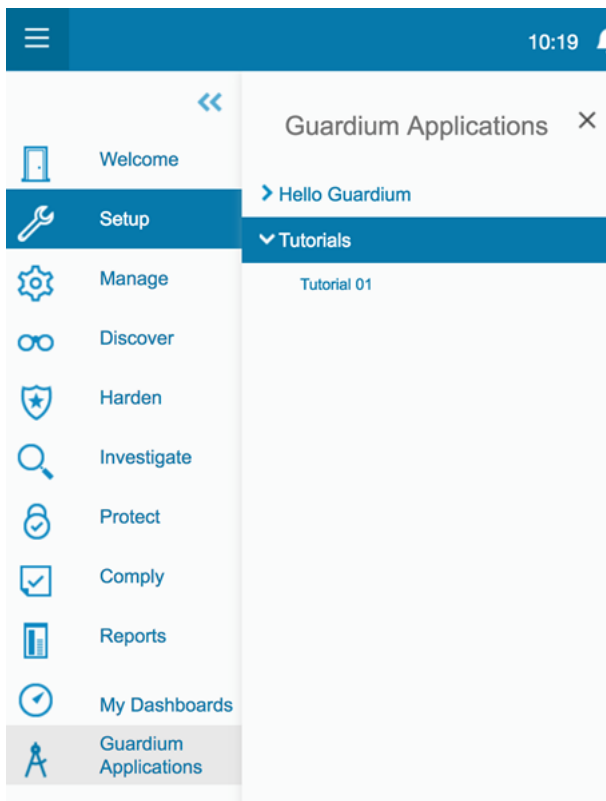 10:19
Guardium Applications
Welcome
Hello Guardium
Setup
Tutorials
Manage
Tutorial 01
Discover
Harden
Investigate
Protect
Comply
Reports
My Dashboards
Guardium
Applications